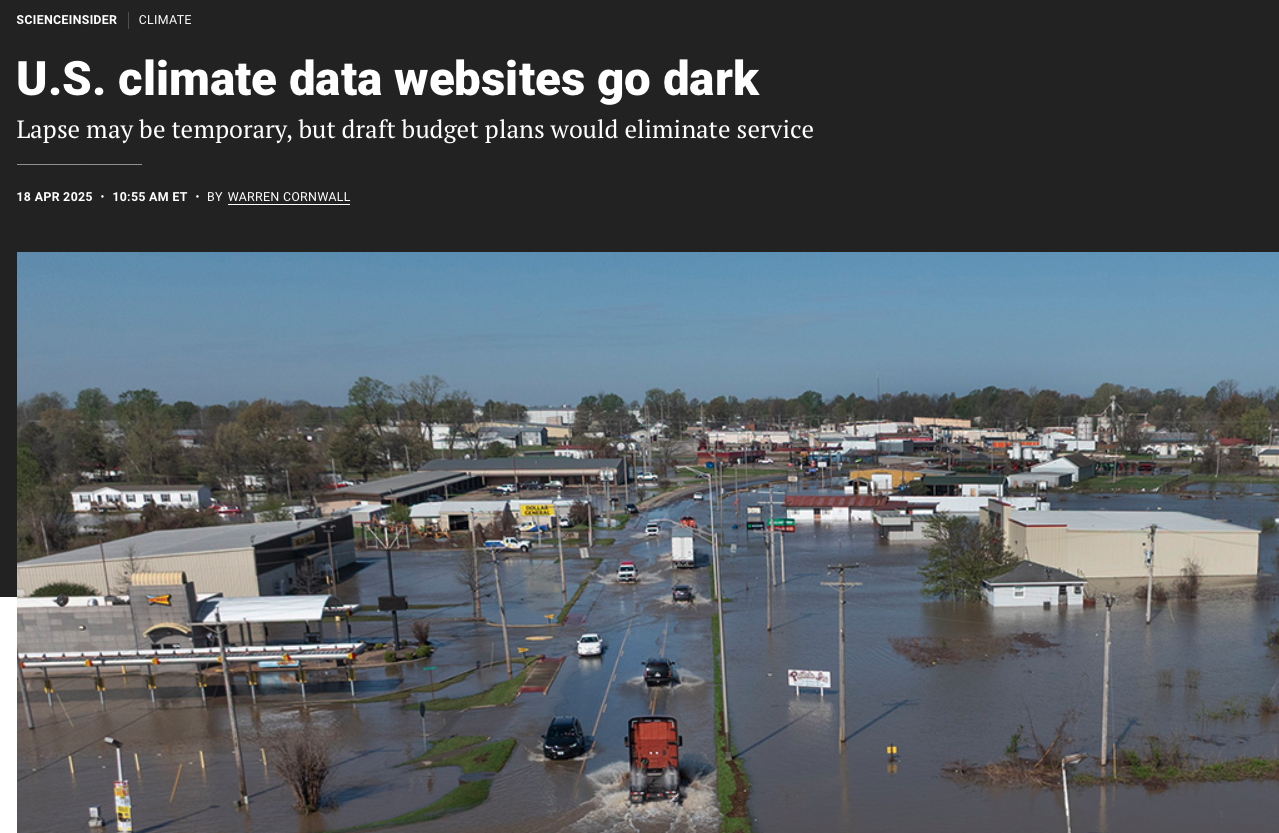 SCIENCEINSIDER CLIMATE
U.S. climate data websites go dark
Lapse may be temporary, but draft budget plans would eliminate service
18 APR 2025 • 10:55 AM ET • BY WARREN CORNWALL
DOLLAR
GENERAL